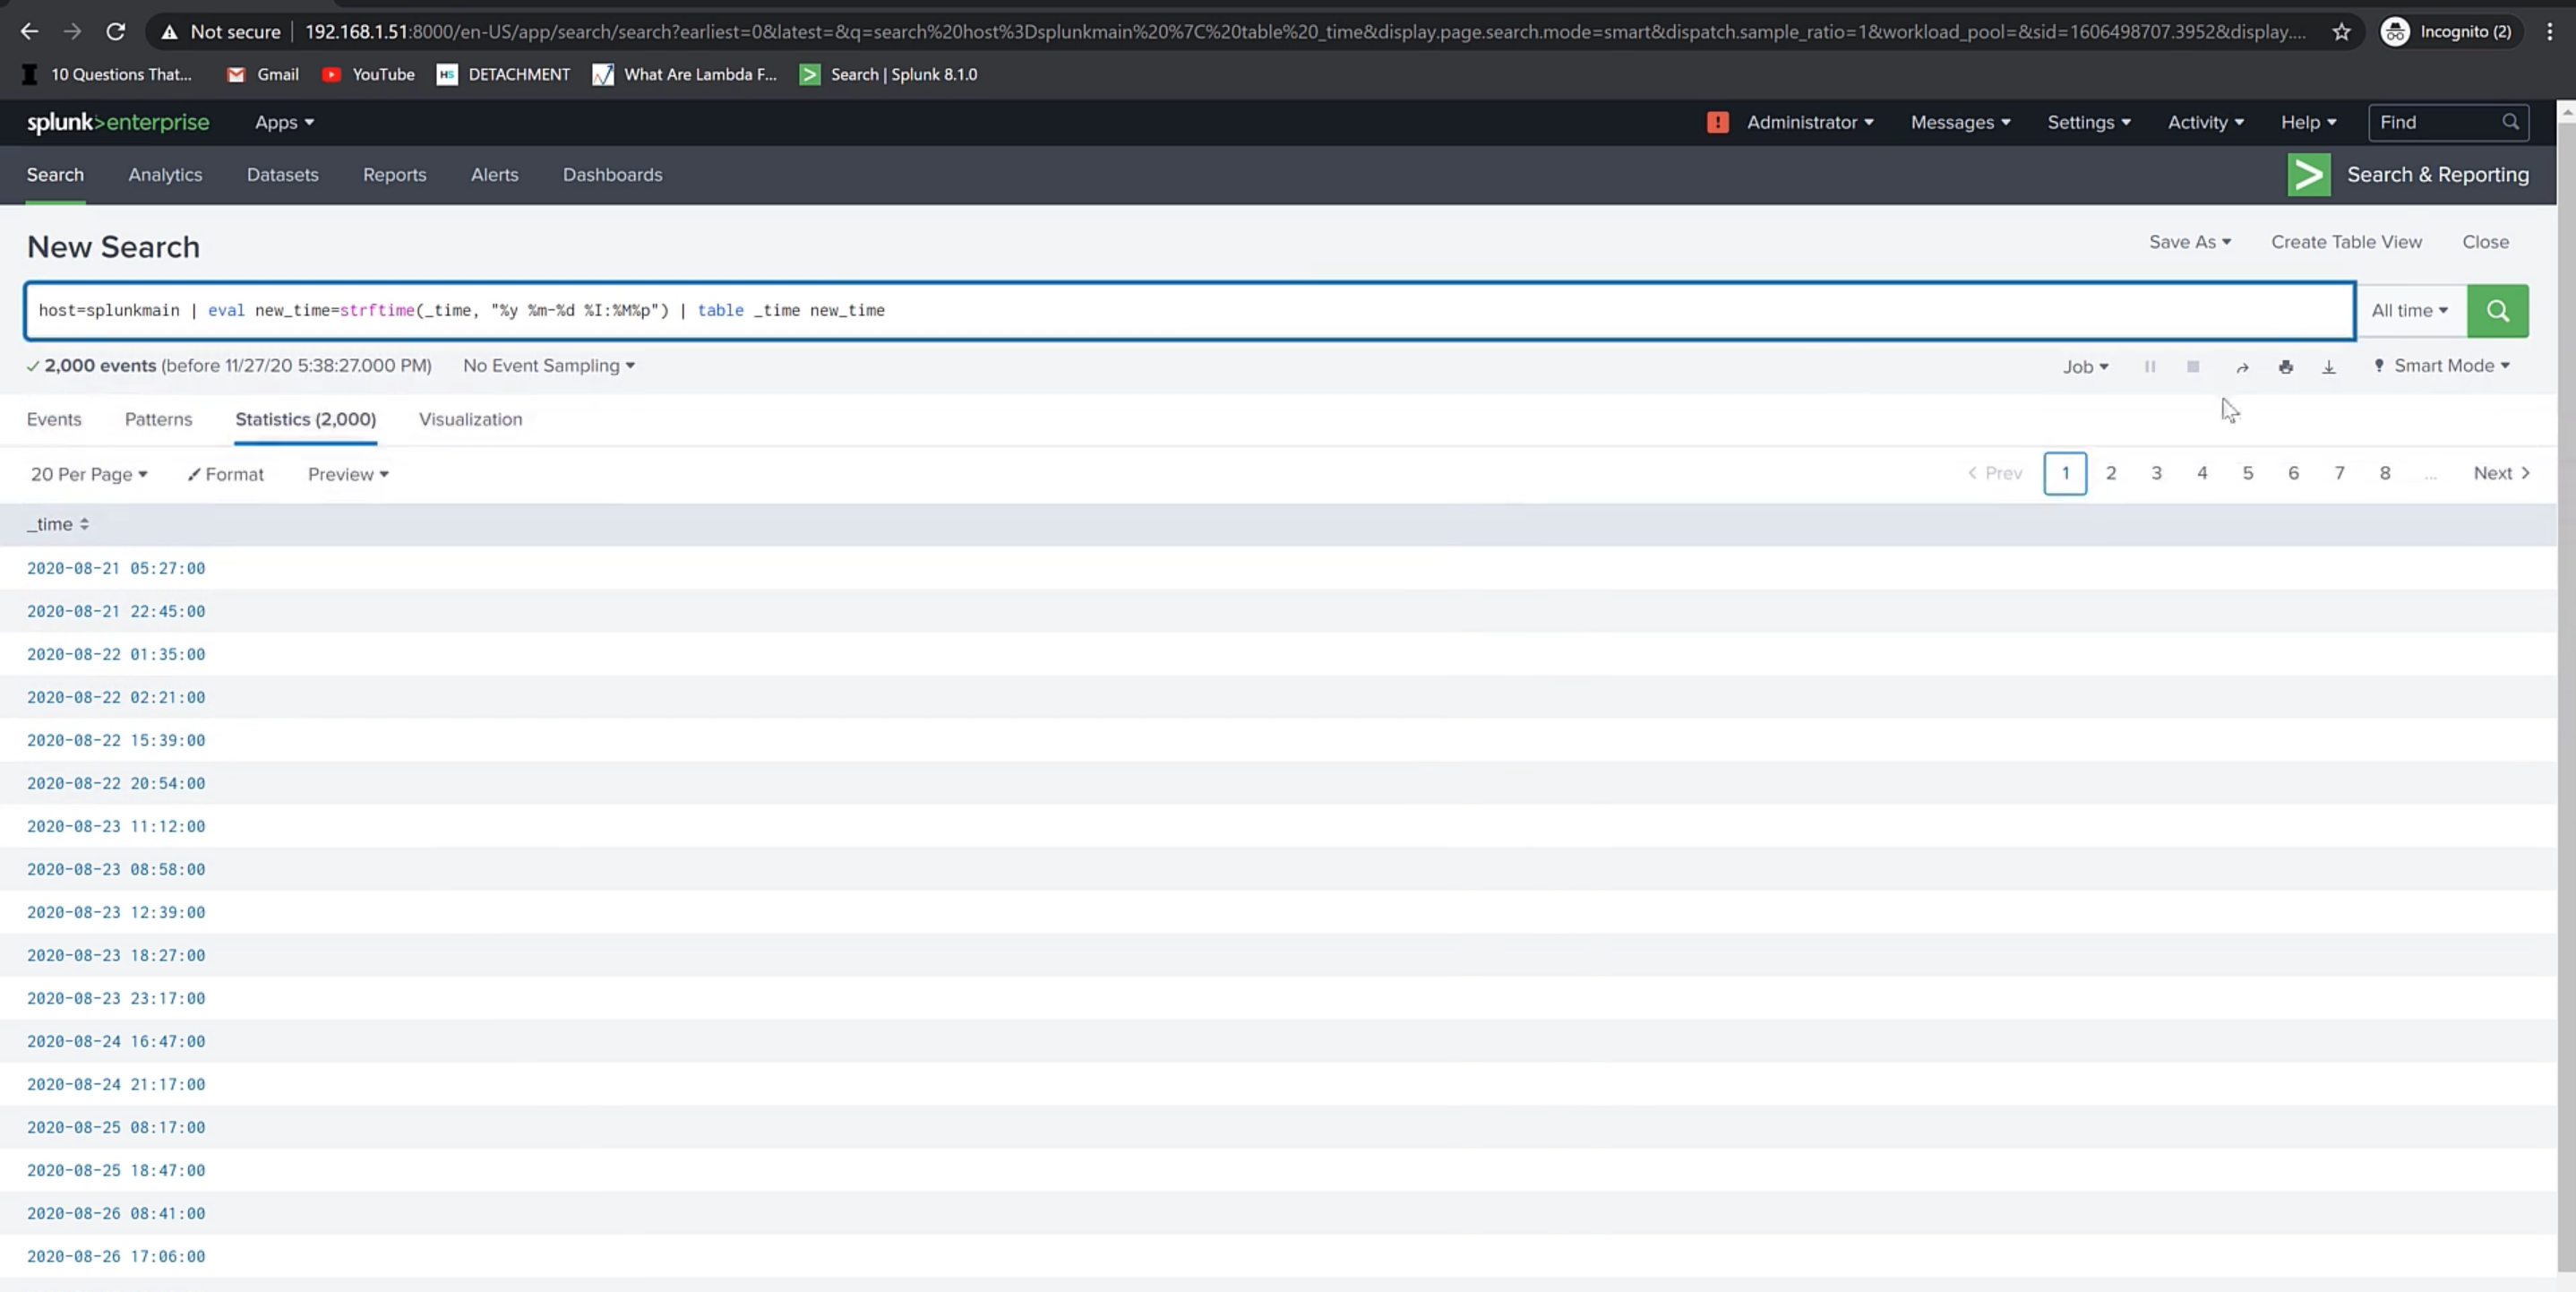 Not secure | 192.168.1.51:8000/en-US/app/search/search?earliest=0&latest=&q=search%20host%3Dsplunkmain%20%7C%20table%20_time&display.page.search.mode=smart&dispatch.sample_ratio=1&workload_pool=&sid=1606498707.3952&display.... Incognito (2)
10 Questions That... Gmail YouTube HS DETACHMENT What Are Lambda F... > Search | Splunk 8.1.0
splunk>enterprise Apps ! Administrator Messages Settings Activity Help Find
Search Analytics Datasets Reports Alerts Dashboards > Search & Reporting
New Search Save As Create Table View Close
host=splunkmain | eval new_time=strftime(_time, "%y %m-%d %I:%M%p") | table _time new_time All time
✓ 2,000 events (before 11/27/20 5:38:27.000 PM) No Event Sampling Job Smart Mode
Events Patterns Statistics (2,000) Visualization
20 Per Page Format Preview < Prev 1 2 3 4 5 6 7 8 ... Next >
_time
2020-08-21 05:27:00
2020-08-21 22:45:00
2020-08-22 01:35:00
2020-08-22 02:21:00
2020-08-22 15:39:00
2020-08-22 20:54:00
2020-08-23 11:12:00
2020-08-23 08:58:00
2020-08-23 12:39:00
2020-08-23 18:27:00
2020-08-23 23:17:00
2020-08-24 16:47:00
2020-08-24 21:17:00
2020-08-25 08:17:00
2020-08-25 18:47:00
2020-08-26 08:41:00
2020-08-26 17:06:00